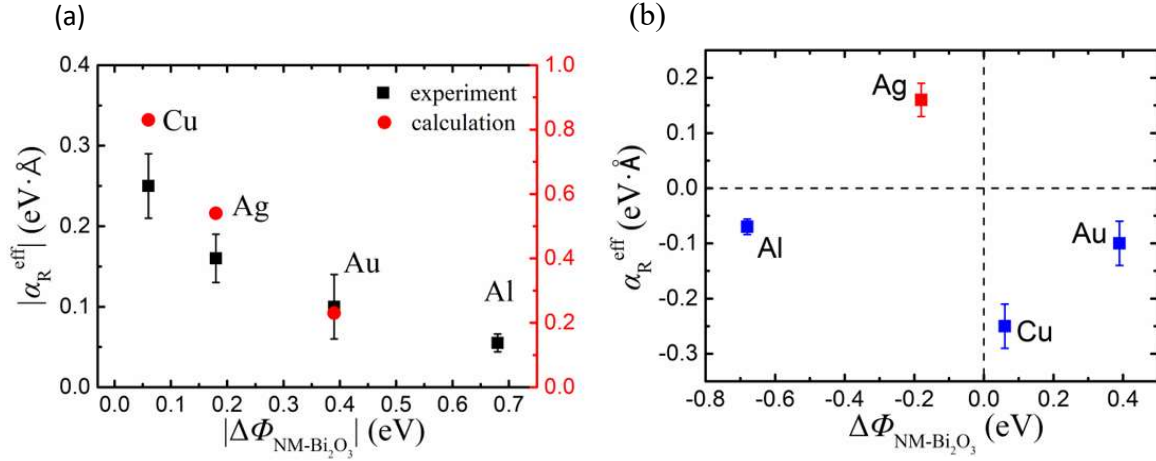 (a)
0.4
0.3
0.2
0.1
0.0
|α_R^eff| (eV·Å)
1.0
0.8
0.6
0.4
0.2
0.0
experiment
calculation
Cu
Ag
Au
Al
0.0 0.1 0.2 0.3 0.4 0.5 0.6 0.7
|ΔΦ_NM-Bi₂O₃| (eV)
(b)
0.2
0.1
0.0
-0.1
-0.2
-0.3
α_R^eff (eV·Å)
Ag
Al
Au
Cu
-0.8 -0.6 -0.4 -0.2 0.0 0.2 0.4
ΔΦ_NM-Bi₂O₃ (eV)